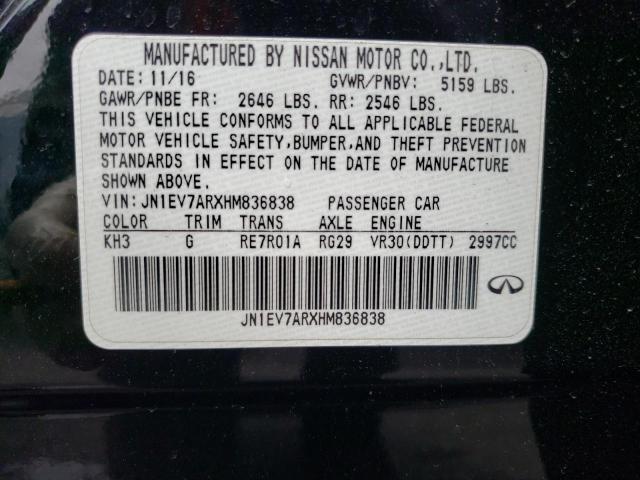 MANUFACTURED BY NISSAN MOTOR CO.,LTD.
DATE: 11/16 GVWR/PNBV: 5159 LBS.
GAWR/PNBE FR: 2646 LBS. RR: 2546 LBS.
THIS VEHICLE CONFORMS TO ALL APPLICABLE FEDERAL
MOTOR VEHICLE SAFETY,BUMPER,AND THEFT PREVENTION
STANDARDS IN EFFECT ON THE DATE OF MANUFACTURE
SHOWN ABOVE.
VIN: JN1EV7ARXHM836838 PASSENGER CAR
COLOR TRIM TRANS AXLE ENGINE
KH3 G RE7R01A RG29 VR30(DDTT) 2997CC
JN1EV7ARXHM836838